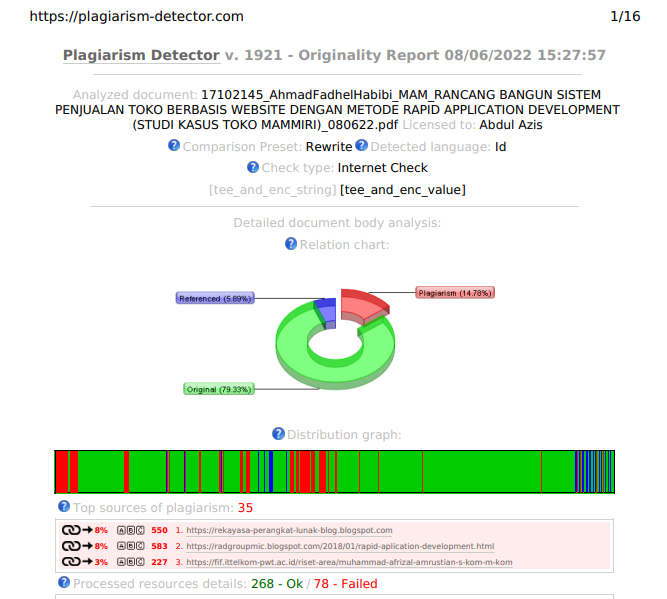 https://plagiarism-detector.com 1/16
Plagiarism Detector v. 1921 - Originality Report 08/06/2022 15:27:57
Analyzed document: 17102145_AhmadFadhelHabibi_MAM_RANCANG BANGUN SISTEM
PENJUALAN TOKO BERBASIS WEBSITE DENGAN METODE RAPID APPLICATION DEVELOPMENT
(STUDI KASUS TOKO MAMMIRI)_080622.pdf Licensed to: Abdul Azis
Comparison Preset: Rewrite Detected language: Id
Check type: Internet Check
[tee_and_enc_string] [tee_and_enc_value]
Detailed document body analysis:
Relation chart:
Plagiarism (14.78%)
Referenced (5.89%)
Original (79.33%)
Distribution graph:
Top sources of plagiarism: 35
8% ABC 550 1. https://rekayasa-perangkat-lunak-blog.blogspot.com
8% ABC 583 2. https://radgroupmic.blogspot.com/2018/01/rapid-aplication-development.html
3% ABC 227 3. https://fif.ittelkom-pwt.ac.id/riset-area/muhammad-afrizal-amrustian-s-kom-m-kom
Processed resources details: 268 - Ok / 78 - Failed